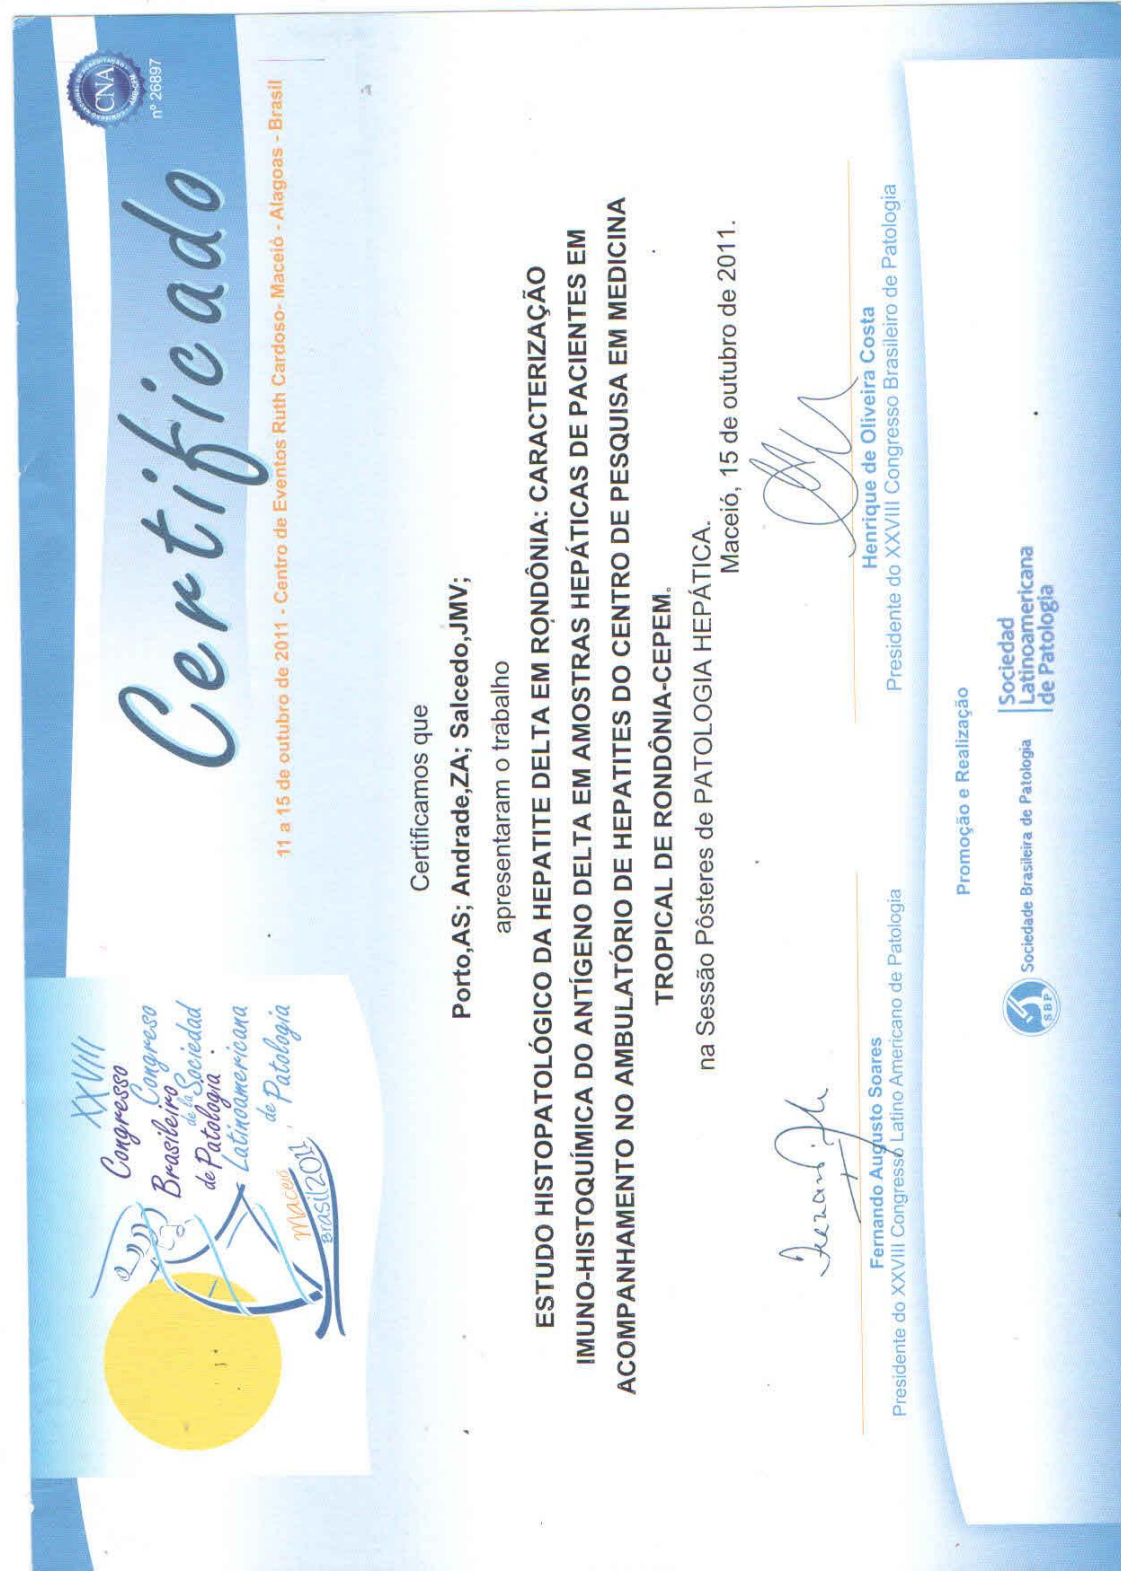 XXVIII
Congresso
Brasileiro Congreso
de Patologia de la Sociedad
Latinoamericana
de Patologia
Maceió
Brasil 2011
Certificado
CNA
nº 26897
11 a 15 de outubro de 2011 - Centro de Eventos Ruth Cardoso- Maceió - Alagoas - Brasil
Certificamos que
Porto,AS; Andrade,ZA; Salcedo,JMV;
apresentaram o trabalho
ESTUDO HISTOPATOLÓGICO DA HEPATITE DELTA EM RONDÔNIA: CARACTERIZAÇÃO
IMUNO-HISTOQUÍMICA DO ANTÍGENO DELTA EM AMOSTRAS HEPÁTICAS DE PACIENTES EM
ACOMPANHAMENTO NO AMBULATÓRIO DE HEPATITES DO CENTRO DE PESQUISA EM MEDICINA
TROPICAL DE RONDÔNIA-CEPEM.
na Sessão Pôsteres de PATOLOGIA HEPÁTICA.
Maceió, 15 de outubro de 2011.
Fernando Augusto Soares
Presidente do XXVIII Congresso Latino Americano de Patologia
Henrique de Oliveira Costa
Presidente do XXVIII Congresso Brasileiro de Patologia
Promoção e Realização
SBP
Sociedade Brasileira de Patologia
Sociedad
Latinoamericana
de Patología